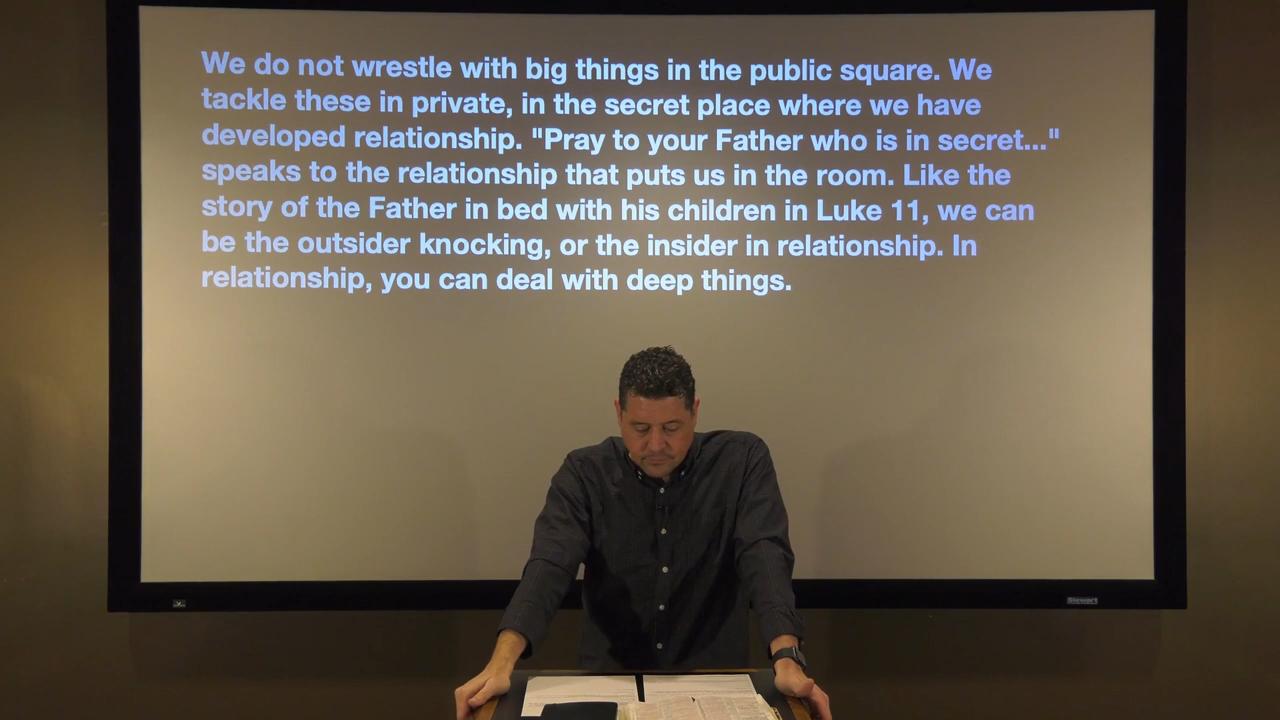 We do not wrestle with big things in the public square. We
tackle these in private, in the secret place where we have
developed relationship. "Pray to your Father who is in secret..."
speaks to the relationship that puts us in the room. Like the
story of the Father in bed with his children in Luke 11, we can
be the outsider knocking, or the insider in relationship. In
relationship, you can deal with deep things.
Stewart